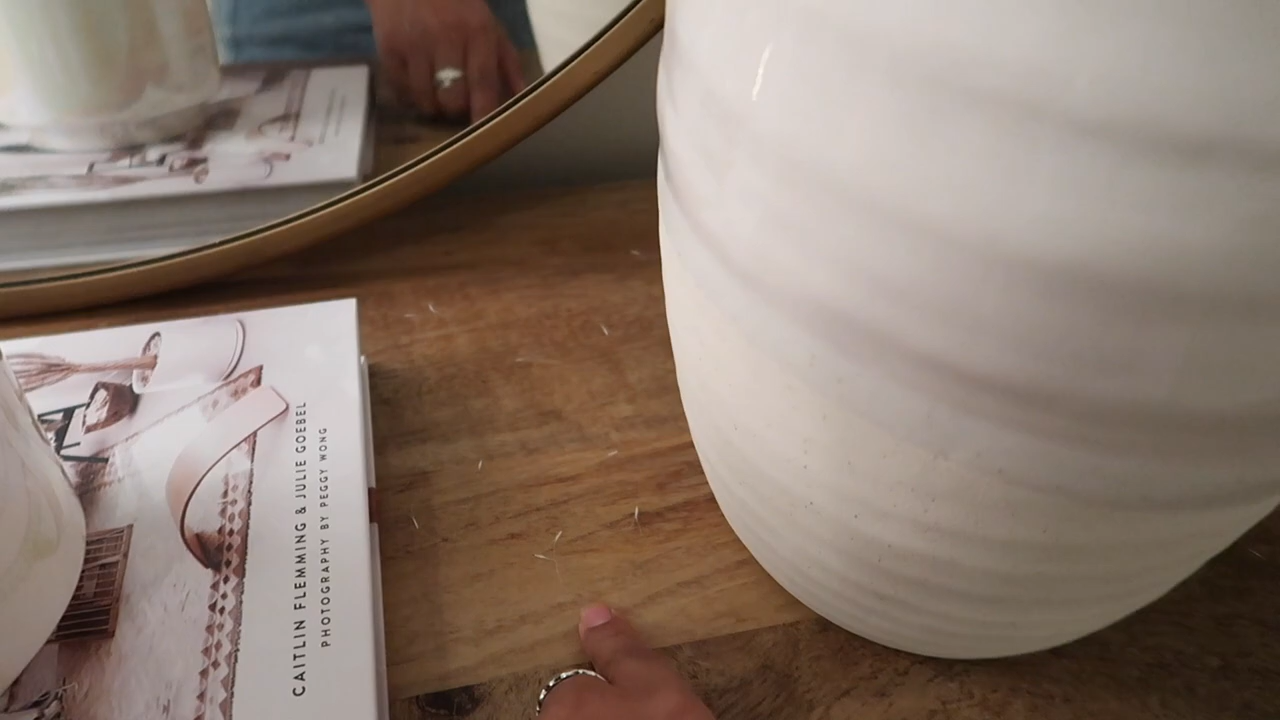 CAITLIN FLEMMING & JULIE GOEBEL
PHOTOGRAPHY BY PEGGY WONG